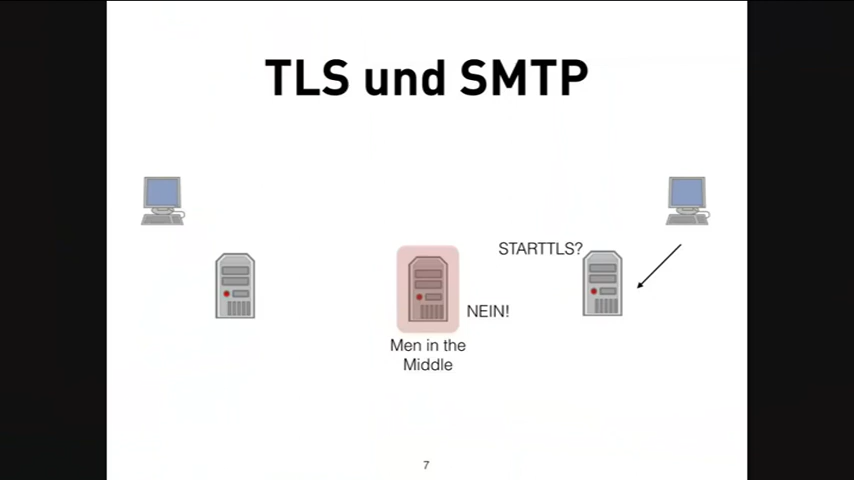 TLS und SMTP
STARTTLS?
NEIN!
Men in the
Middle
7